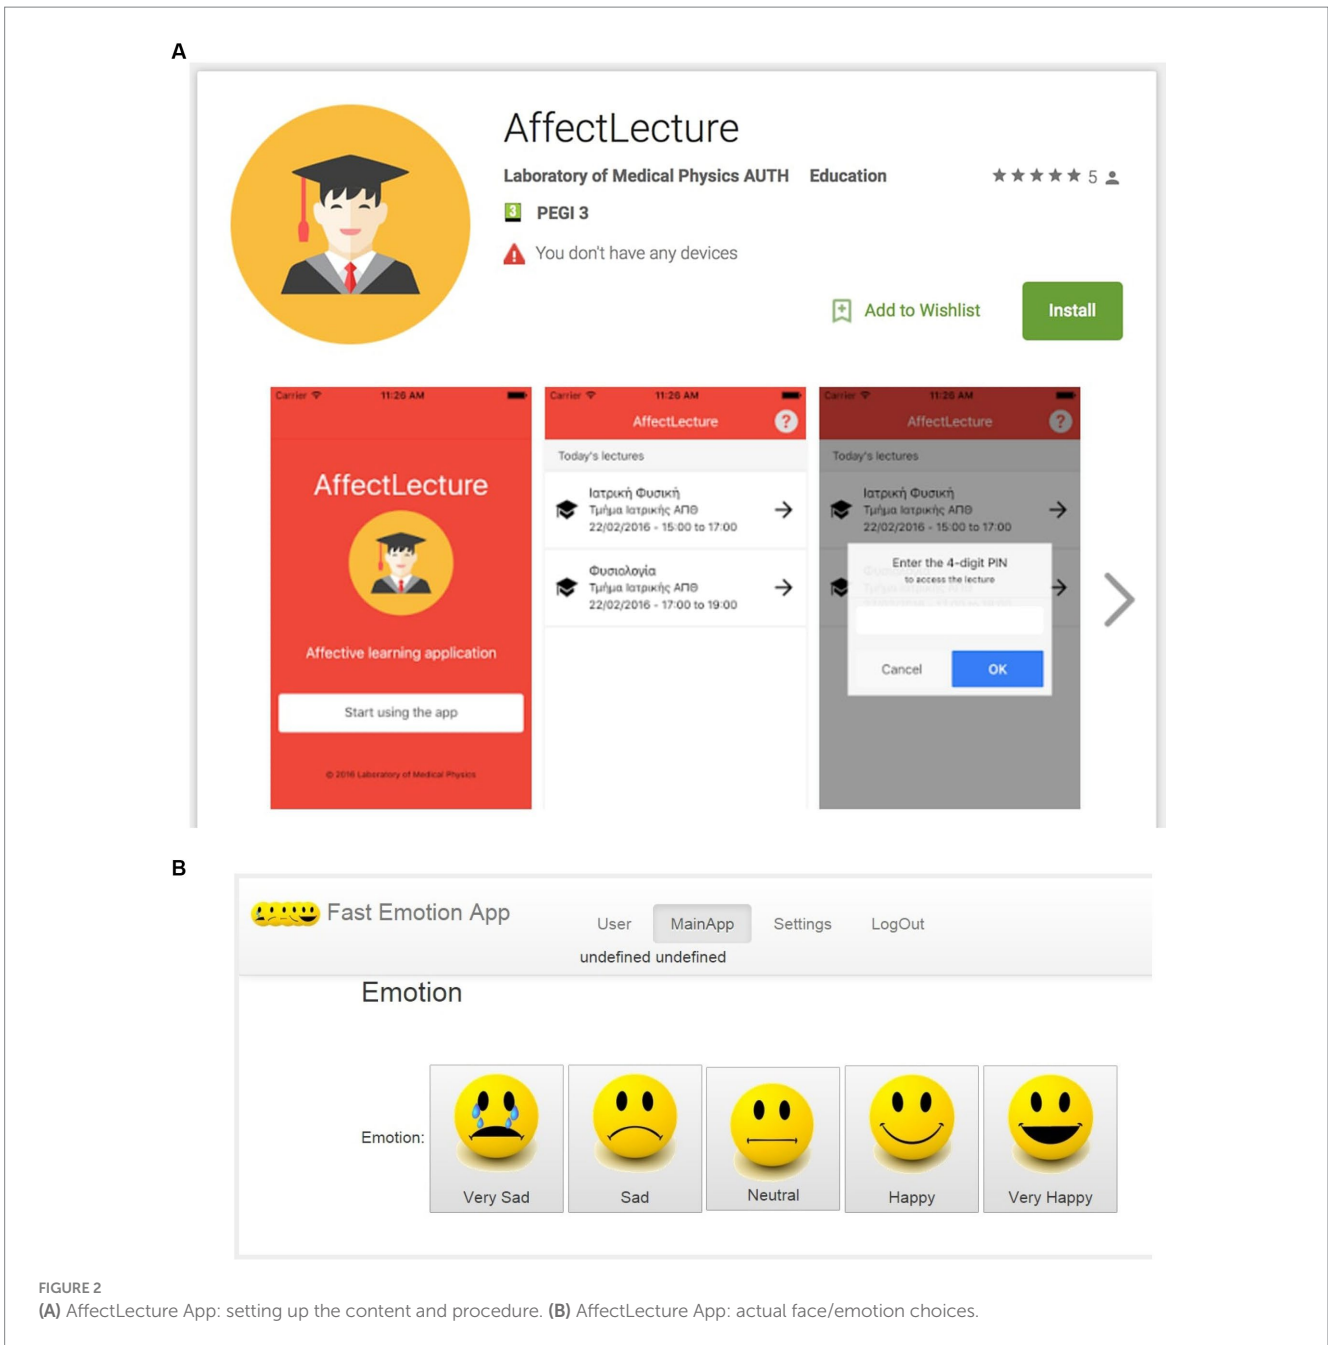 A
AffectLecture
Laboratory of Medical Physics AUTH Education 5
3 PEGI 3
You don't have any devices
Add to Wishlist Install
Carrier 11:26 AM
AffectLecture
Affective learning application
Start using the app
© 2016 Laboratory of Medical Physics
Carrier 11:26 AM
AffectLecture ?
Today's lectures
Ιατρική Φυσική
Τμήμα Ιατρικής ΑΠΘ
22/02/2016 - 15:00 to 17:00
Φυσιολογία
Τμήμα Ιατρικής ΑΠΘ
22/02/2016 - 17:00 to 19:00
Carrier 11:26 AM
AffectLecture ?
Today's lectures
Ιατρική Φυσική
Τμήμα Ιατρικής ΑΠΘ
22/02/2016 - 15:00 to 17:00
Enter the 4-digit PIN
to access the lecture
Cancel OK
B
Fast Emotion App User MainApp Settings LogOut
undefined undefined
Emotion
Emotion:
Very Sad Sad Neutral Happy Very Happy
FIGURE 2
(A) AffectLecture App: setting up the content and procedure. (B) AffectLecture App: actual face/emotion choices.